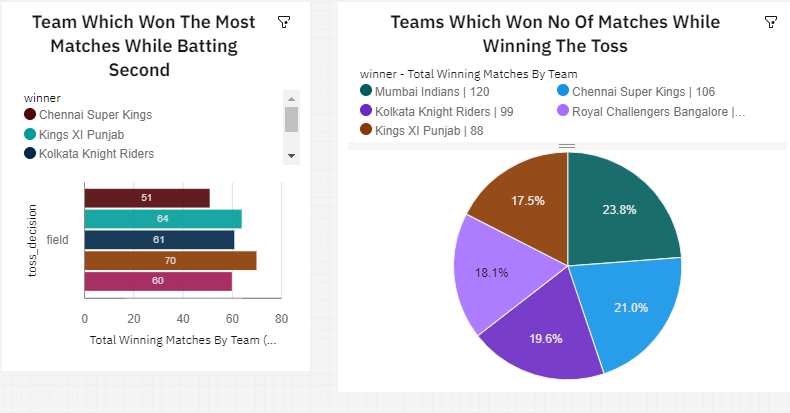 Team Which Won The Most
Matches While Batting
Second
winner
Chennai Super Kings
Kings XI Punjab
Kolkata Knight Riders
51
64
61
70
60
field
toss_decision
0 20 40 60 80
Total Winning Matches By Team (...
Teams Which Won No Of Matches While
Winning The Toss
winner - Total Winning Matches By Team
Mumbai Indians | 120 Chennai Super Kings | 106
Kolkata Knight Riders | 99 Royal Challengers Bangalore |...
Kings XI Punjab | 88
17.5%
23.8%
18.1%
21.0%
19.6%